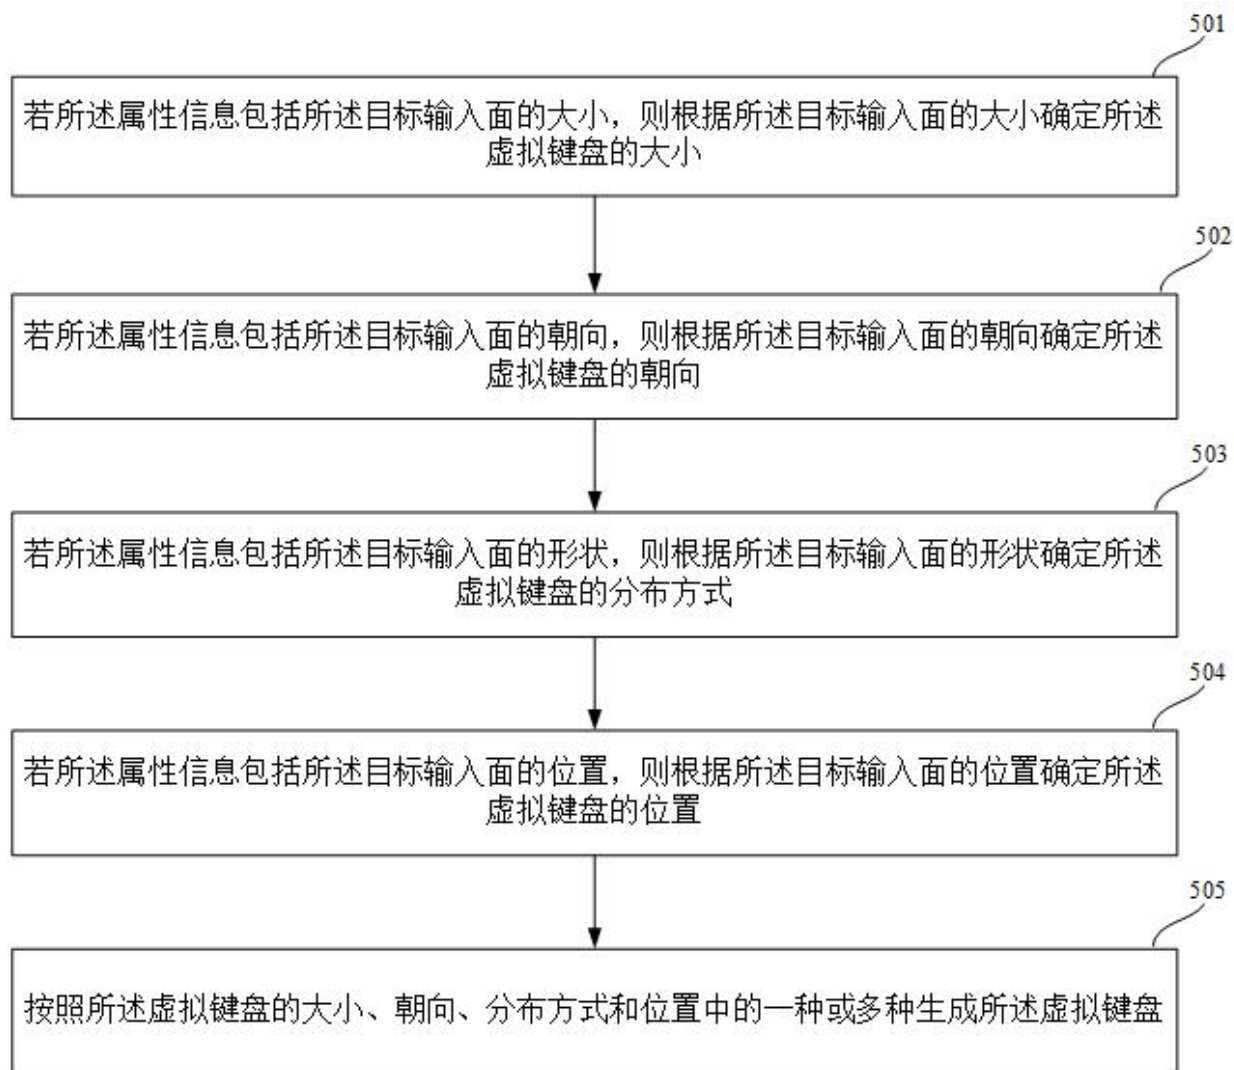 501
若所述属性信息包括所述目标输入面的大小，则根据所述目标输入面的大小确定所述
虚拟键盘的大小
502
若所述属性信息包括所述目标输入面的朝向，则根据所述目标输入面的朝向确定所述
虚拟键盘的朝向
503
若所述属性信息包括所述目标输入面的形状，则根据所述目标输入面的形状确定所述
虚拟键盘的分布方式
504
若所述属性信息包括所述目标输入面的位置，则根据所述目标输入面的位置确定所述
虚拟键盘的位置
505
按照所述虚拟键盘的大小、朝向、分布方式和位置中的一种或多种生成所述虚拟键盘